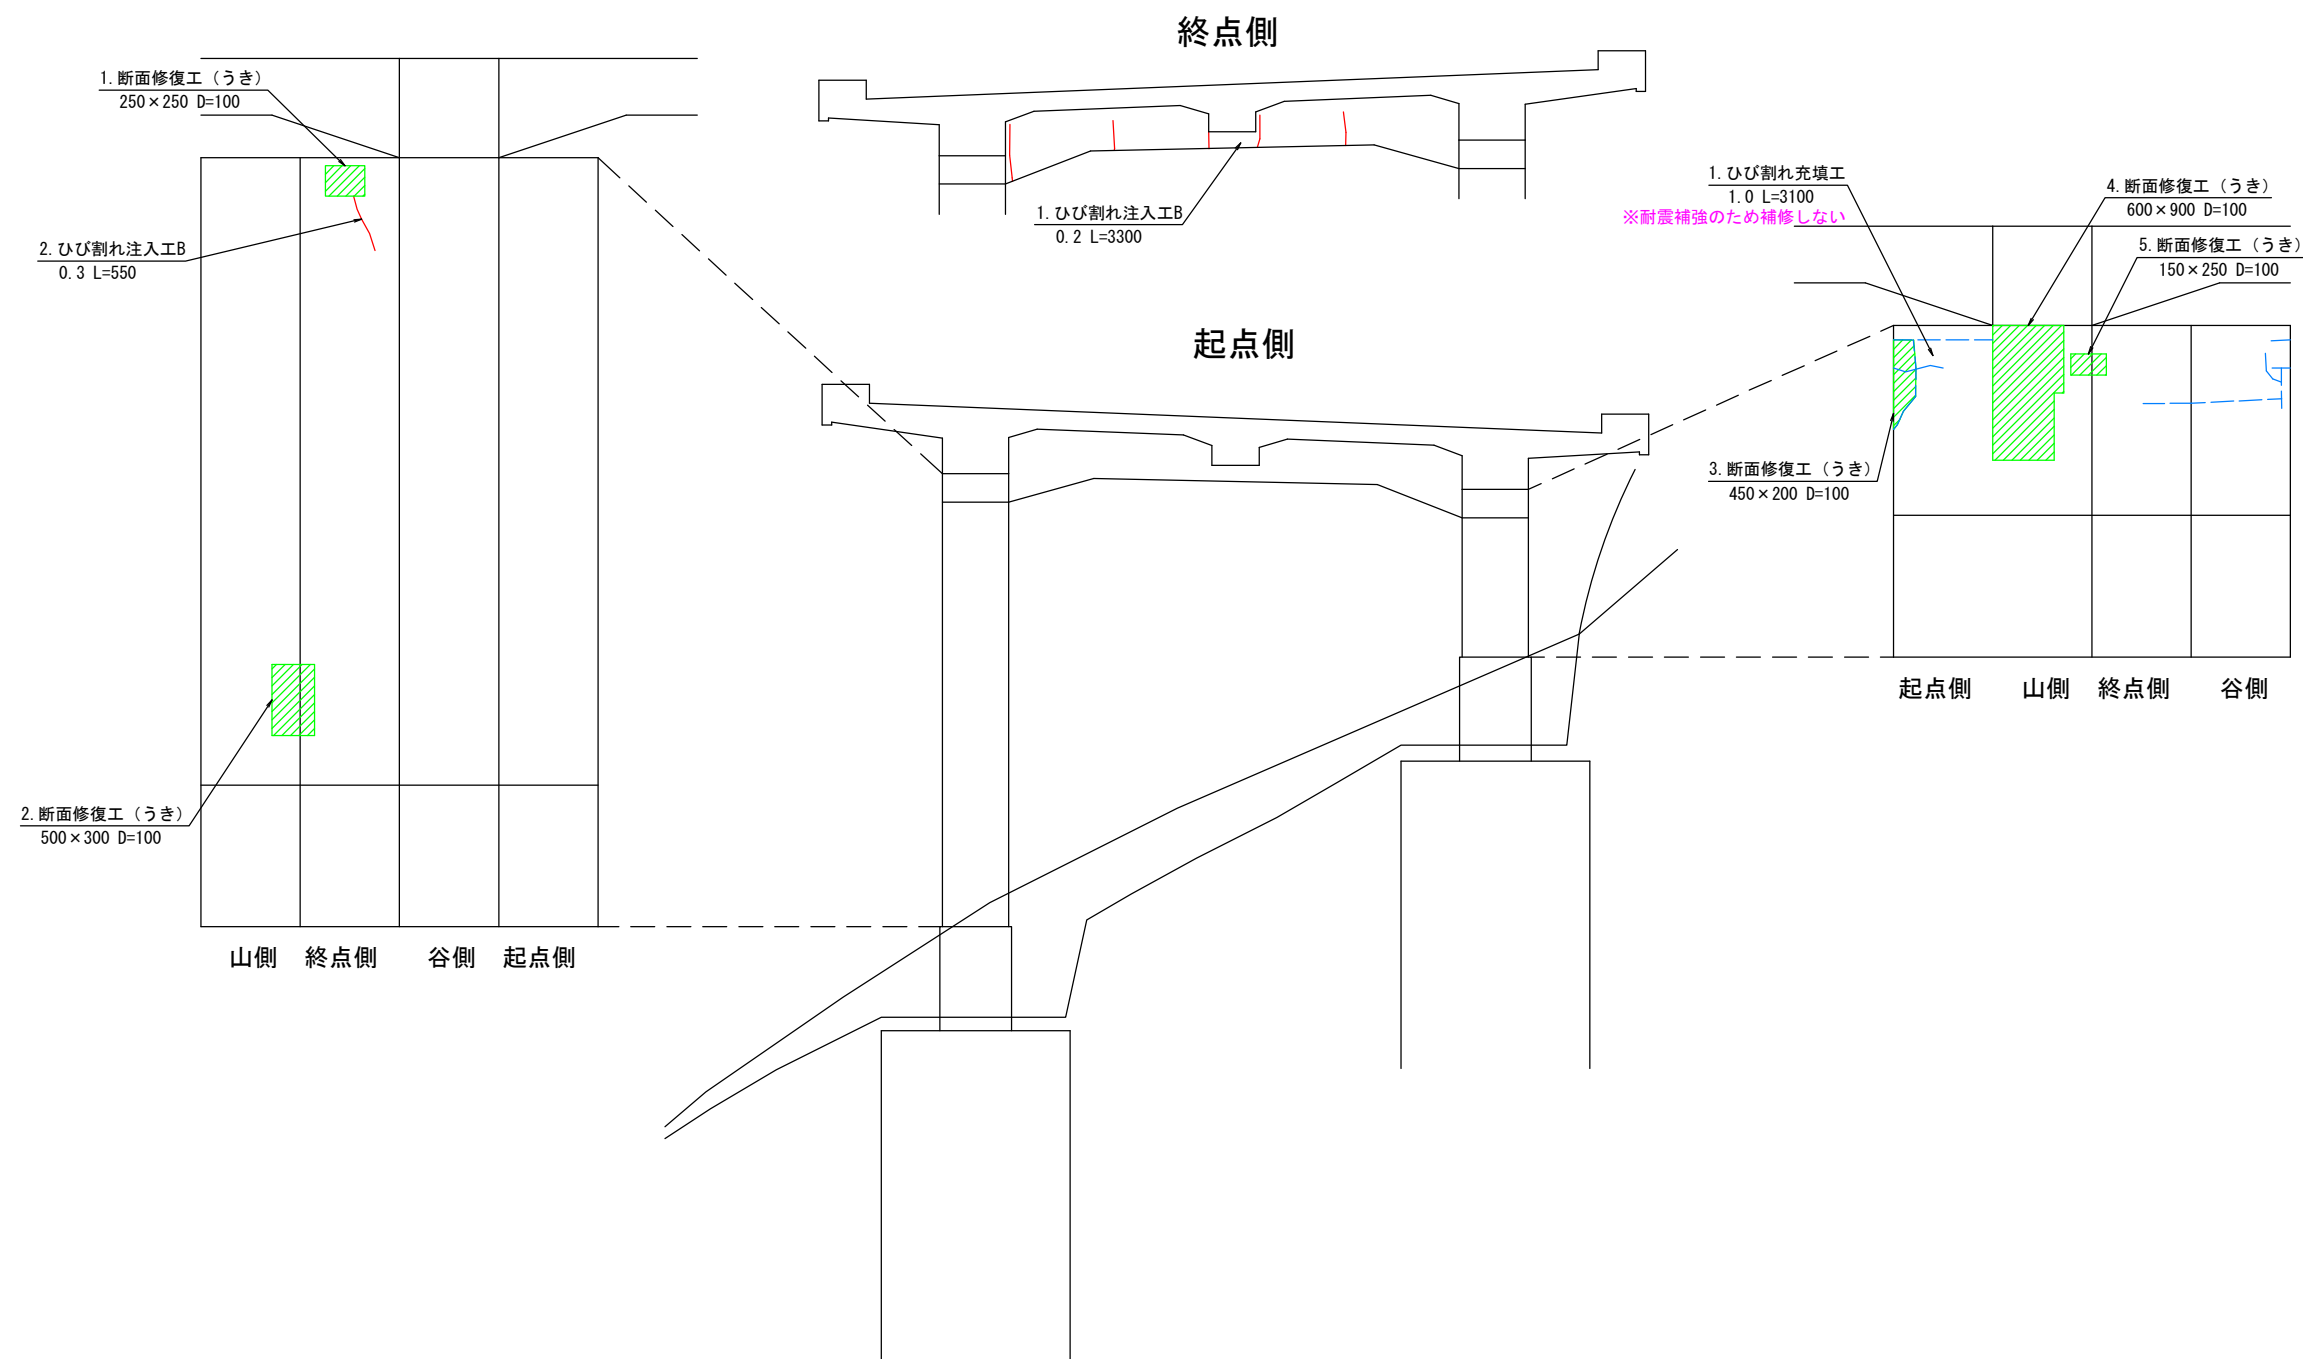 終点側
1.断面修復工（うき）
250×250 D=100
2.ひび割れ注入工B
0.3 L=550
1.ひび割れ注入工B
0.2 L=3300
1.ひび割れ充填工
1.0 L=3100
※耐震補強のため補修しない
4.断面修復工（うき）
600×900 D=100
5.断面修復工（うき）
150×250 D=100
起点側
3.断面修復工（うき）
450×200 D=100
起点側 山側 終点側 谷側
2.断面修復工（うき）
500×300 D=100
山側 終点側 谷側 起点側